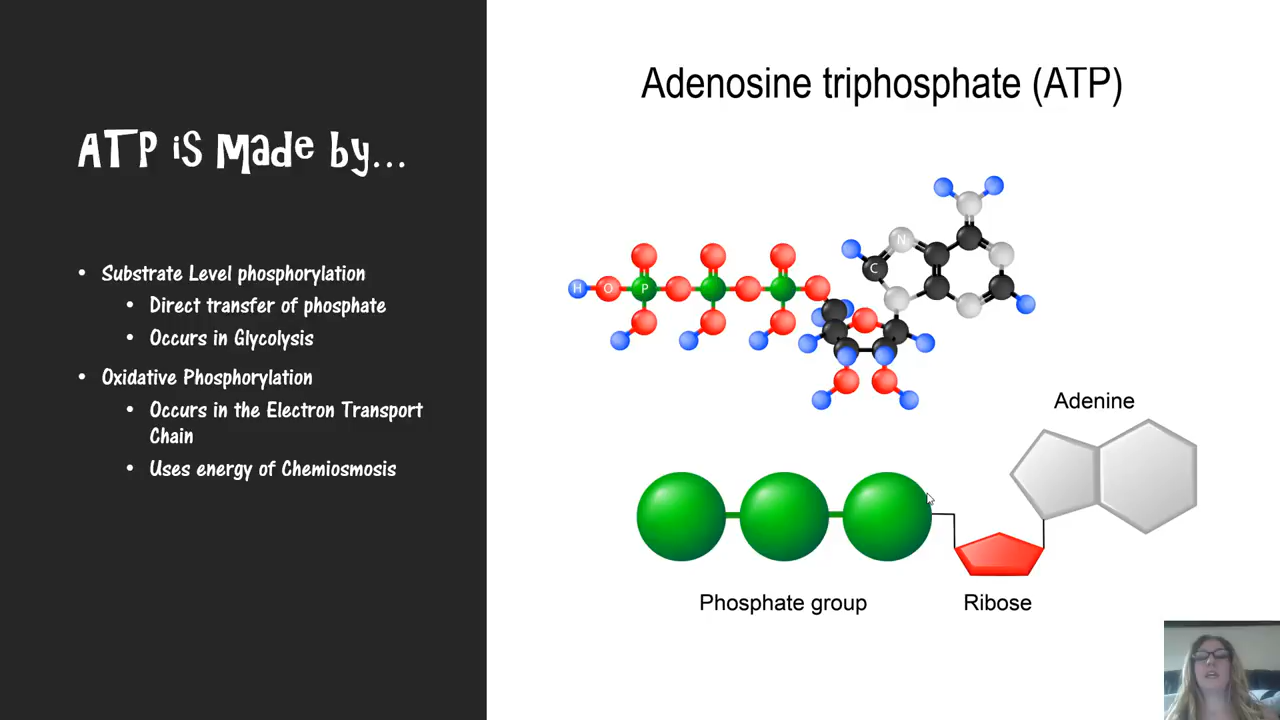 ATP is Made by...
• Substrate Level phosphorylation
• Direct transfer of phosphate
• Occurs in Glycolysis
• Oxidative Phosphorylation
• Occurs in the Electron Transport
Chain
• Uses energy of Chemiosmosis
Adenosine triphosphate (ATP)
N
C
H O P
Adenine
Phosphate group
Ribose